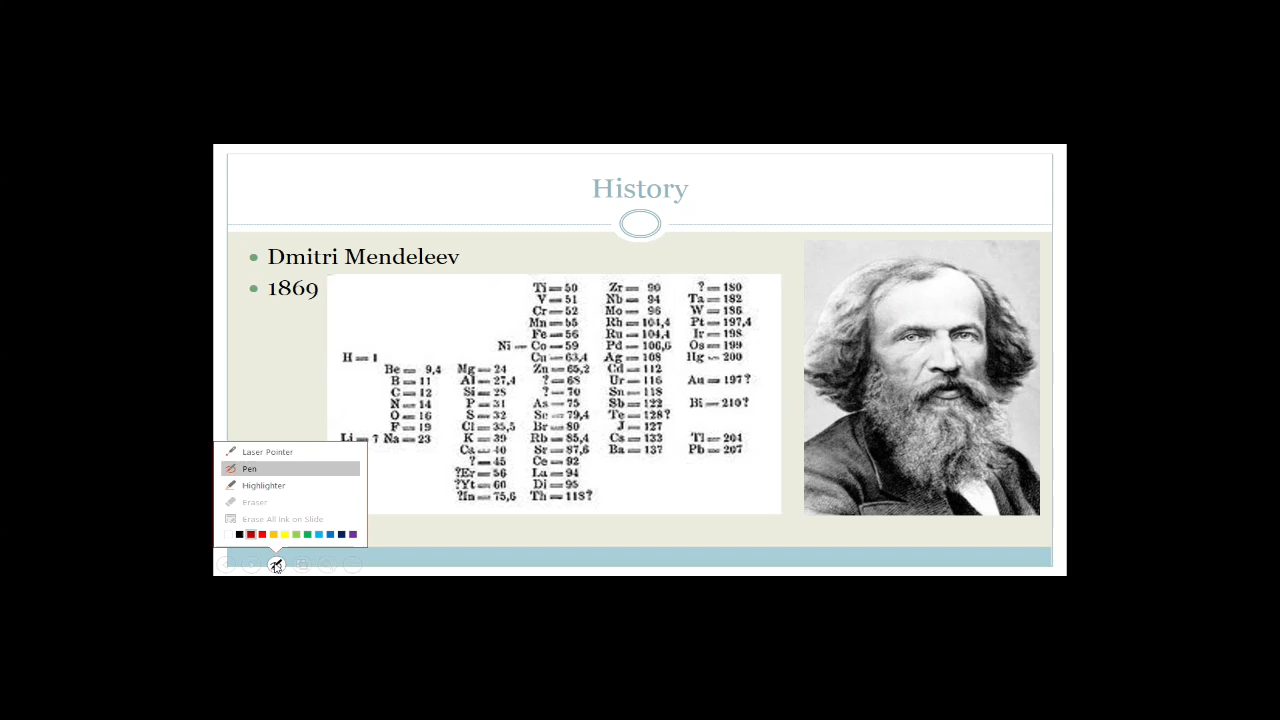 History
Dmitri Mendeleev
1869
Ti = 50 Zr = 90 ? = 180
V = 51 Nb = 94 Ta = 182
Cr = 52 Mo = 96 W = 186
Mn = 55 Rh = 104,4 Pt = 197,4
Fe = 56 Ru = 104,4 Ir = 198
Ni = Co = 59 Pd = 106,6 Os = 199
H = 1 Cu = 63,4 Ag = 108 Hg = 200
Be = 9,4 Mg = 24 Zn = 65,2 Cd = 112
B = 11 Al = 27,4 ? = 68 Ur = 116 Au = 197?
C = 12 Si = 28 ? = 70 Sn = 118
N = 14 P = 31 As = 75 Sb = 122 Bi = 210?
O = 16 S = 32 Se = 79,4 Te = 128?
F = 19 Cl = 35,5 Br = 80 J = 127
Li = 7 Na = 23 K = 39 Rb = 85,4 Cs = 133 Tl = 204
Ca = 40 Sr = 87,6 Ba = 137 Pb = 207
? = 45 Ce = 92
?Er = 56 La = 94
?Yt = 60 Di = 95
?In = 75,6 Th = 118?
Laser Pointer
Pen
Highlighter
Eraser
Erase All Ink on Slide